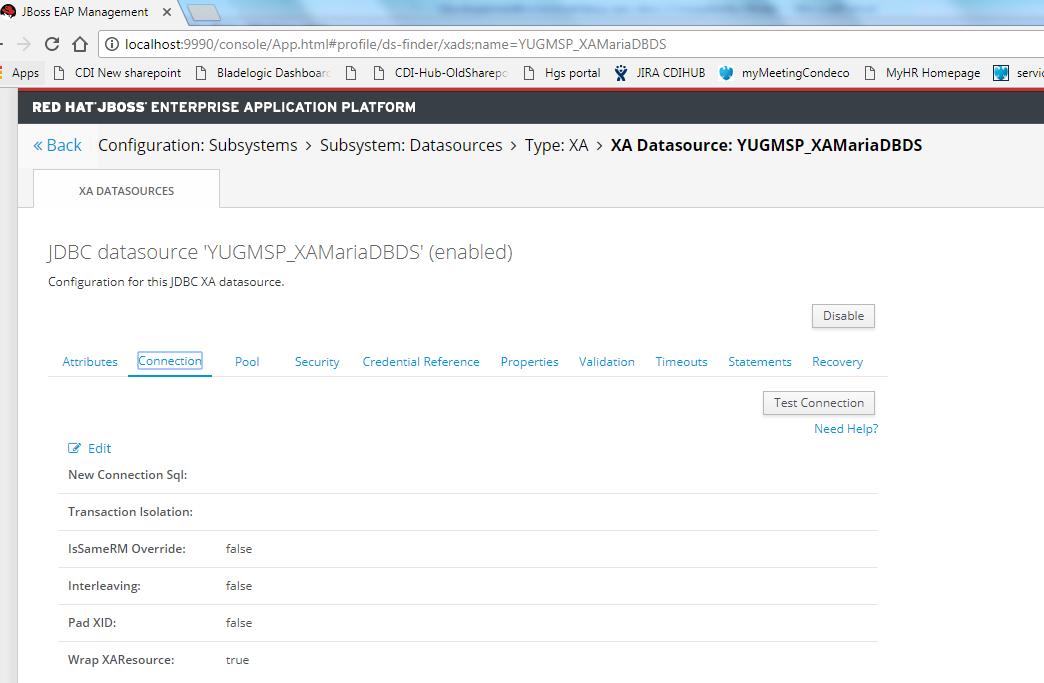 JBoss EAP Management
localhost:9990/console/App.html#profile/ds-finder/xads;name=YUGMSP_XAMariaDBDS
Apps CDI New sharepoint Bladelogic Dashboar CDI-Hub-OldSharepo Hgs portal JIRA CDIHUB myMeetingCondeco MyHR Homepage servic
RED HAT® JBOSS® ENTERPRISE APPLICATION PLATFORM
« Back Configuration: Subsystems > Subsystem: Datasources > Type: XA > XA Datasource: YUGMSP_XAMariaDBDS
XA DATASOURCES
JDBC datasource 'YUGMSP_XAMariaDBDS' (enabled)
Configuration for this JDBC XA datasource.
Disable
Attributes Connection Pool Security Credential Reference Properties Validation Timeouts Statements Recovery
Test Connection
Need Help?
Edit
New Connection Sql:
Transaction Isolation:
IsSameRM Override: false
Interleaving: false
Pad XID: false
Wrap XAResource: true